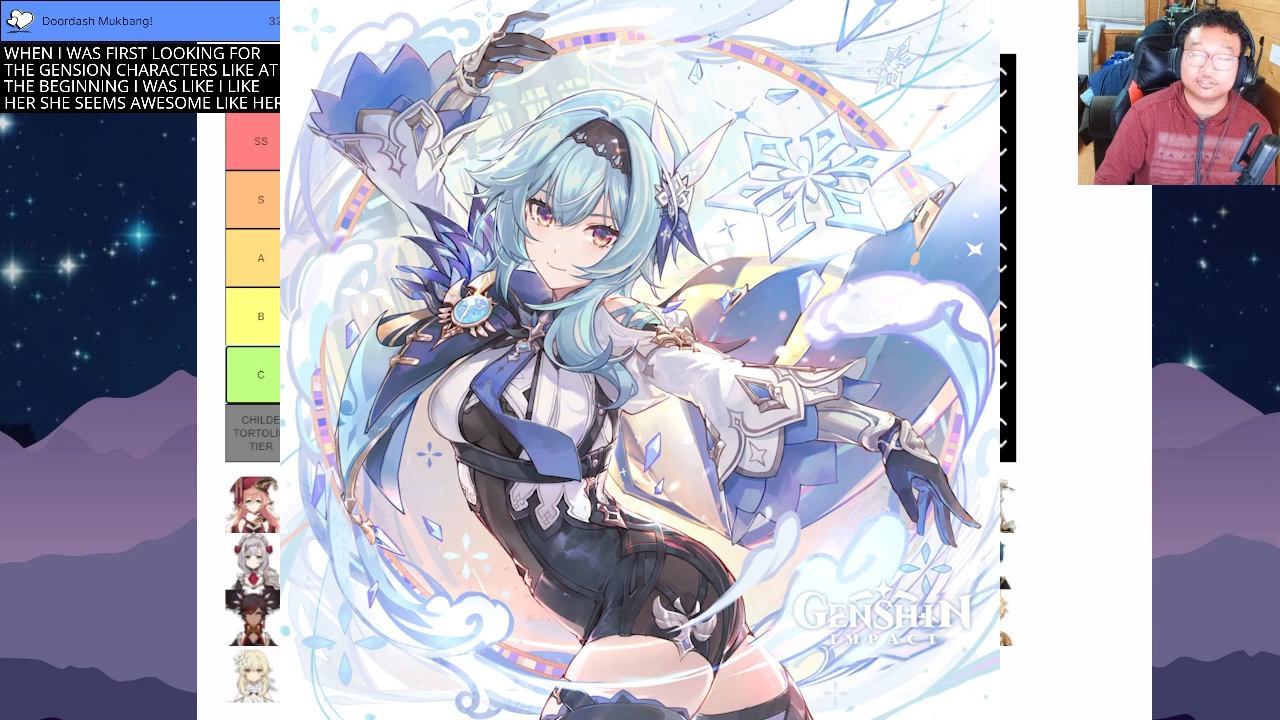 Doordash Mukbang!
32
WHEN I WAS FIRST LOOKING FOR
THE GENSION CHARACTERS LIKE AT
THE BEGINNING I WAS LIKE I LIKE
HER SHE SEEMS AWESOME LIKE HER
SS
S
A
B
C
CHILDE
TORTOLI
TIER
GENSHIN
IMPACT